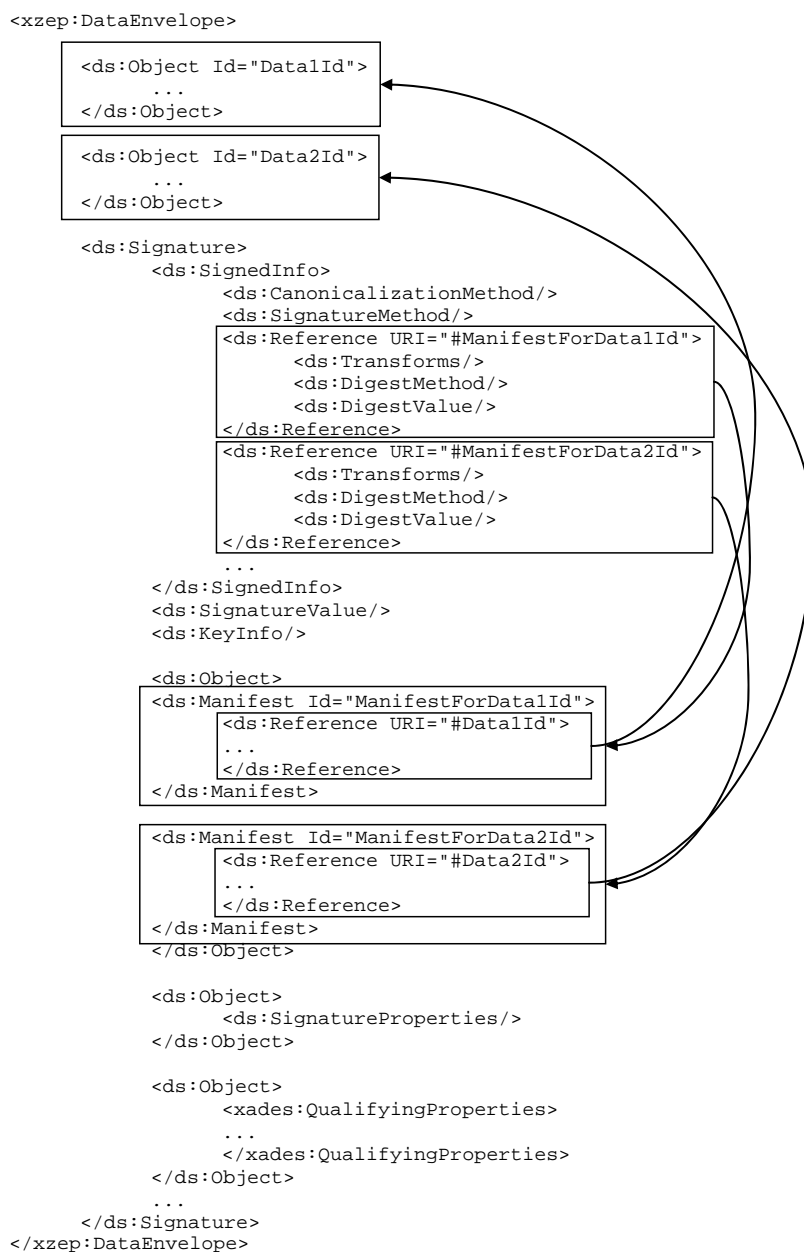 <xzep:DataEnvelope>
<ds:Object Id="Data1Id">
...
</ds:Object>
<ds:Object Id="Data2Id">
...
</ds:Object>
<ds:Signature>
<ds:SignedInfo>
<ds:CanonicalizationMethod/>
<ds:SignatureMethod/>
<ds:Reference URI="#ManifestForData1Id">
<ds:Transforms/>
<ds:DigestMethod/>
<ds:DigestValue/>
</ds:Reference>
<ds:Reference URI="#ManifestForData2Id">
<ds:Transforms/>
<ds:DigestMethod/>
<ds:DigestValue/>
</ds:Reference>
...
</ds:SignedInfo>
<ds:SignatureValue/>
<ds:KeyInfo/>
<ds:Object>
<ds:Manifest Id="ManifestForData1Id">
<ds:Reference URI="#Data1Id">
...
</ds:Reference>
</ds:Manifest>
<ds:Manifest Id="ManifestForData2Id">
<ds:Reference URI="#Data2Id">
...
</ds:Reference>
</ds:Manifest>
</ds:Object>
<ds:Object>
<ds:SignatureProperties/>
</ds:Object>
<ds:Object>
<xades:QualifyingProperties>
...
</xades:QualifyingProperties>
</ds:Object>
...
</ds:Signature>
</xzep:DataEnvelope>